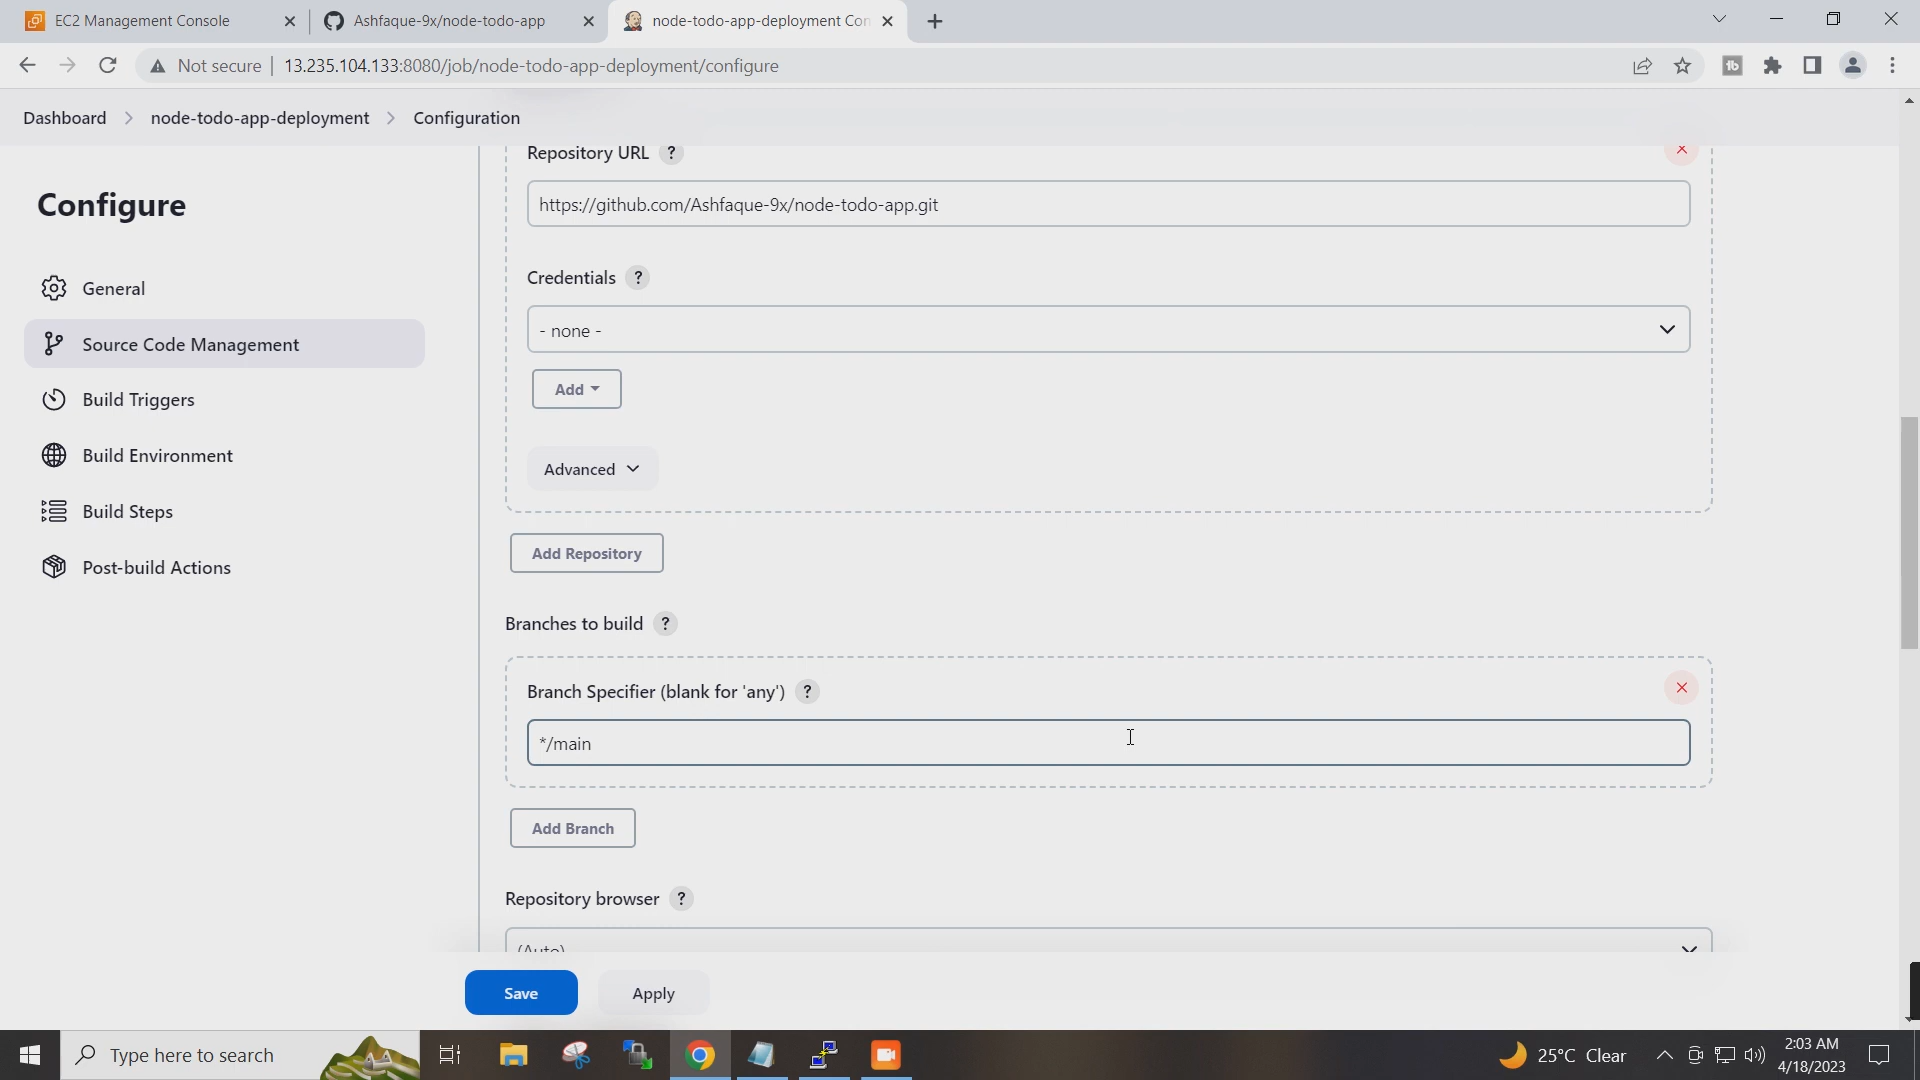 EC2 Management Console
Ashfaque-9x/node-todo-app
node-todo-app-deployment Con
Not secure
13.235.104.133:8080/job/node-todo-app-deployment/configure
Dashboard
node-todo-app-deployment
Configuration
Configure
General
Source Code Management
Build Triggers
Build Environment
Build Steps
Post-build Actions
Repository URL ?
https://github.com/Ashfaque-9x/node-todo-app.git
Credentials ?
- none -
Add
Advanced
Add Repository
Branches to build ?
Branch Specifier (blank for 'any') ?
*/main
Add Branch
Repository browser ?
(Auto)
Save
Apply
Type here to search
25°C Clear
2:03 AM
4/18/2023